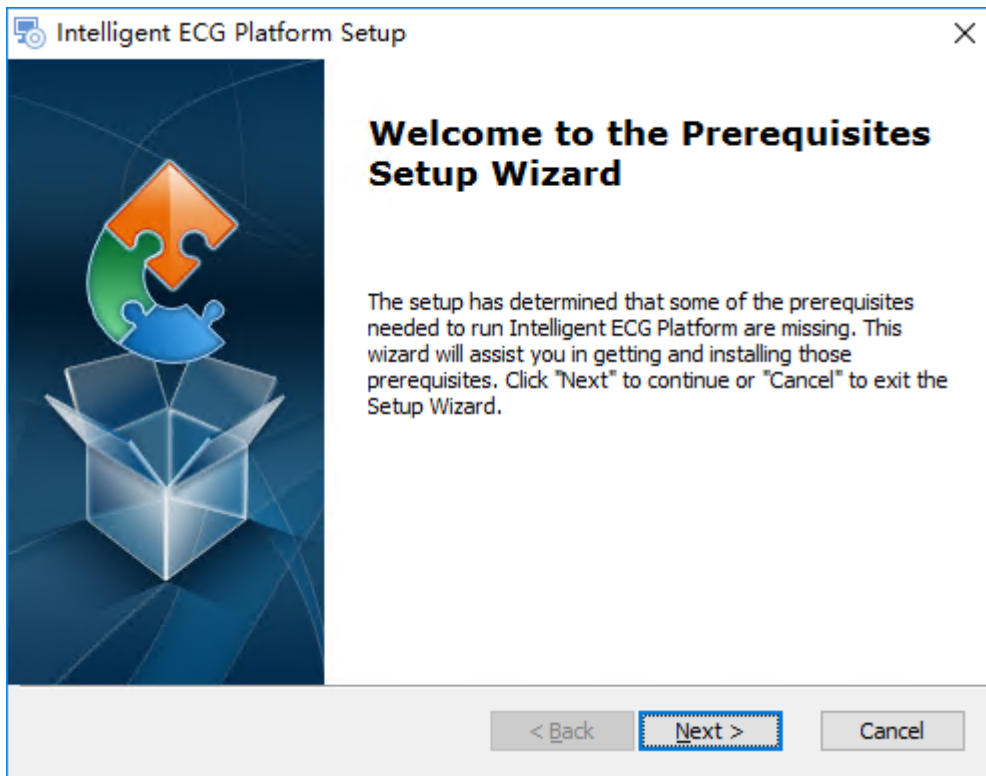 Intelligent ECG Platform Setup
Welcome to the Prerequisites
Setup Wizard
The setup has determined that some of the prerequisites
needed to run Intelligent ECG Platform are missing. This
wizard will assist you in getting and installing those
prerequisites. Click "Next" to continue or "Cancel" to exit the
Setup Wizard.
< Back
Next >
Cancel